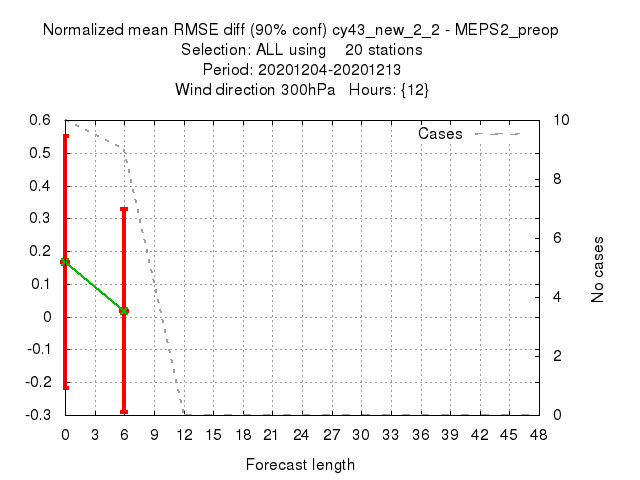 Normalized mean RMSE diff (90% conf) cy43_new_2_2 - MEPS2_preop
Selection: ALL using    20 stations
Period: 20201204-20201213
Wind direction 300hPa   Hours: {12}
Cases
0.6
0.5
0.4
0.3
0.2
0.1
0
-0.1
-0.2
-0.3
10
8
6
4
2
0
No cases
0 3 6 9 12 15 18 21 24 27 30 33 36 39 42 45 48
Forecast length